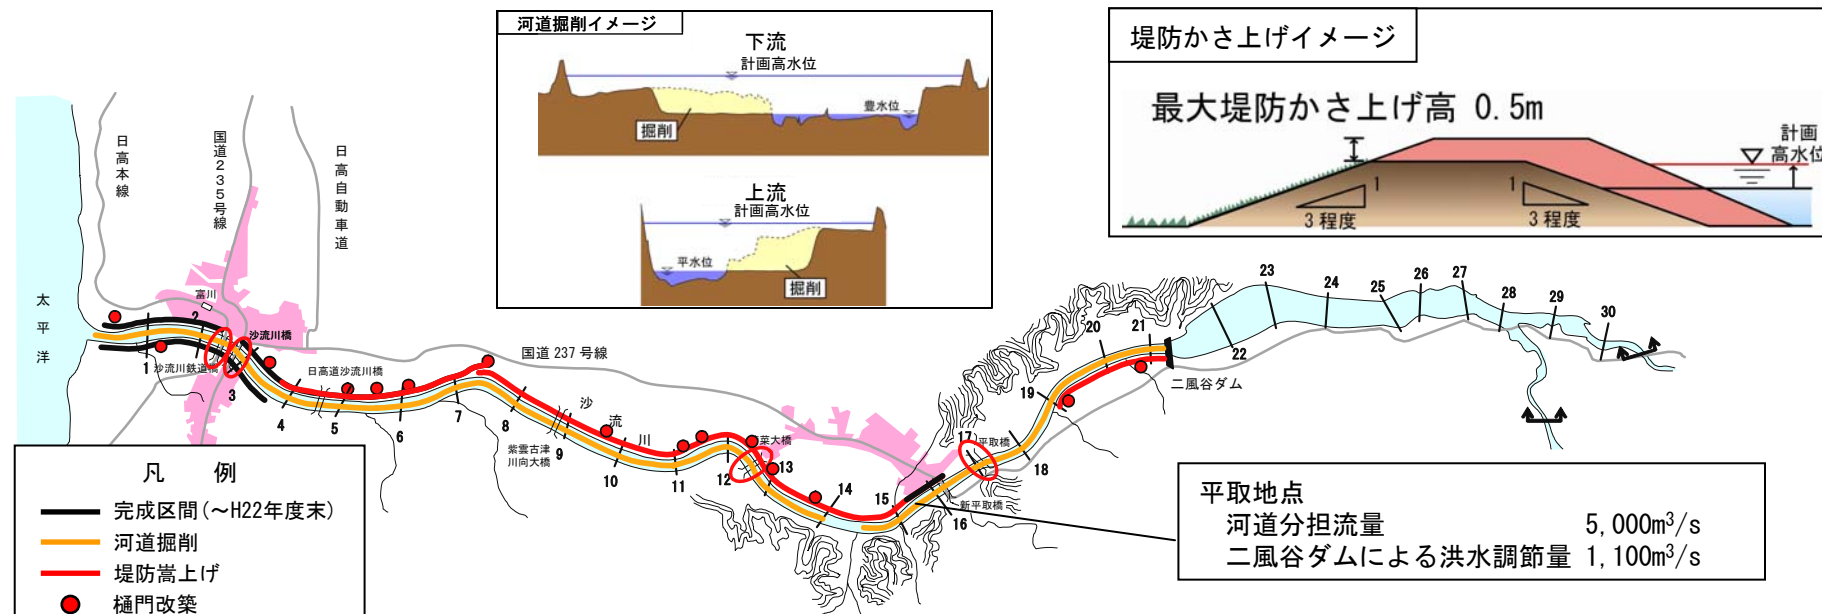 河道掘削イメージ
下流
計画高水位
豊水位
掘削
上流
計画高水位
平水位
掘削
堤防かさ上げイメージ
最大堤防かさ上げ高 0.5m
計画
高水位
1
3 程度
1
3 程度
日高本線
国道235号線
日高自動車道
太平洋
富川
沙流川橋
沙流川鉄道橋
日高道沙流川橋
国道 237 号線
紫雲古津
川向大橋
沙流川
菜大橋
平取橋
新平取橋
二風谷ダム
1
2
3
4
5
6
7
8
9
10
11
12
13
14
15
16
17
18
19
20
21
22
23
24
25
26
27
28
29
30
平取地点
河道分担流量 5,000m³/s
二風谷ダムによる洪水調節量 1,100m³/s
凡 例
完成区間(～H22年度末)
河道掘削
堤防嵩上げ
樋門改築